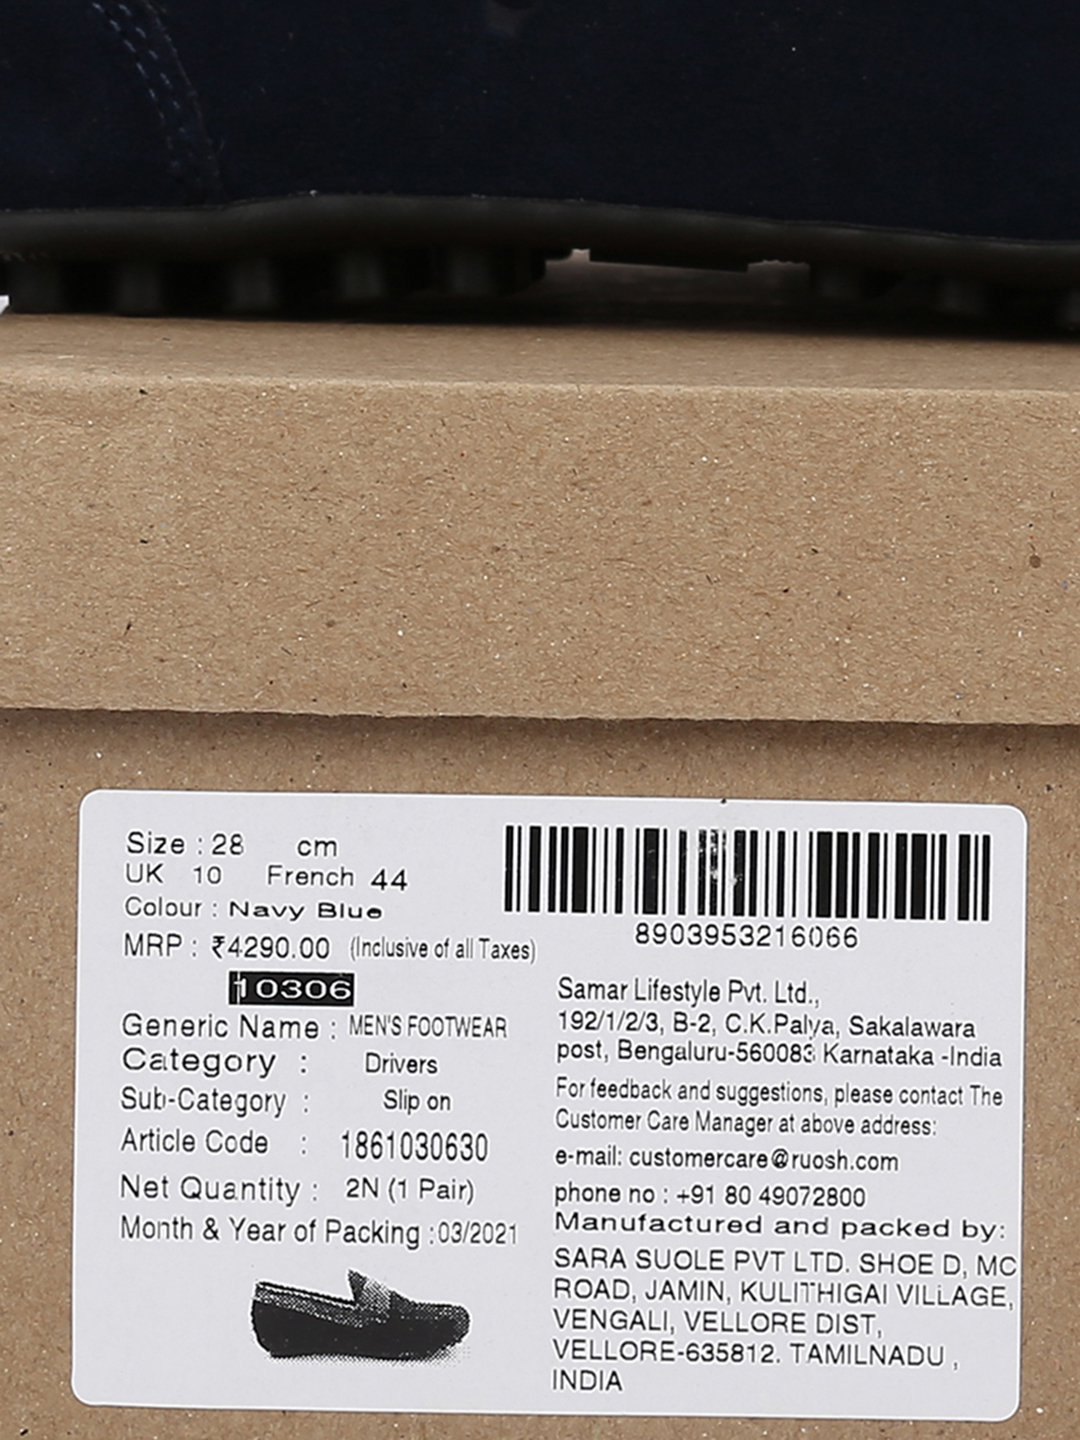 Size : 28 cm
UK 10 French 44
Colour : Navy Blue
MRP : ₹4290.00 (Inclusive of all Taxes)
10306
Generic Name : MEN'S FOOTWEAR
Category : Drivers
Sub-Category : Slip on
Article Code : 1861030630
Net Quantity : 2N (1 Pair)
Month & Year of Packing :03/2021
8903953216066
Samar Lifestyle Pvt. Ltd.,
192/1/2/3, B-2, C.K.Palya, Sakalawara
post, Bengaluru-560083 Karnataka -India
For feedback and suggestions, please contact The
Customer Care Manager at above address:
e-mail: customercare@ruosh.com
phone no : +91 80 49072800
Manufactured and packed by:
SARA SUOLE PVT LTD. SHOE D, MC
ROAD, JAMIN, KULITHIGAI VILLAGE,
VENGALI, VELLORE DIST,
VELLORE-635812. TAMILNADU ,
INDIA